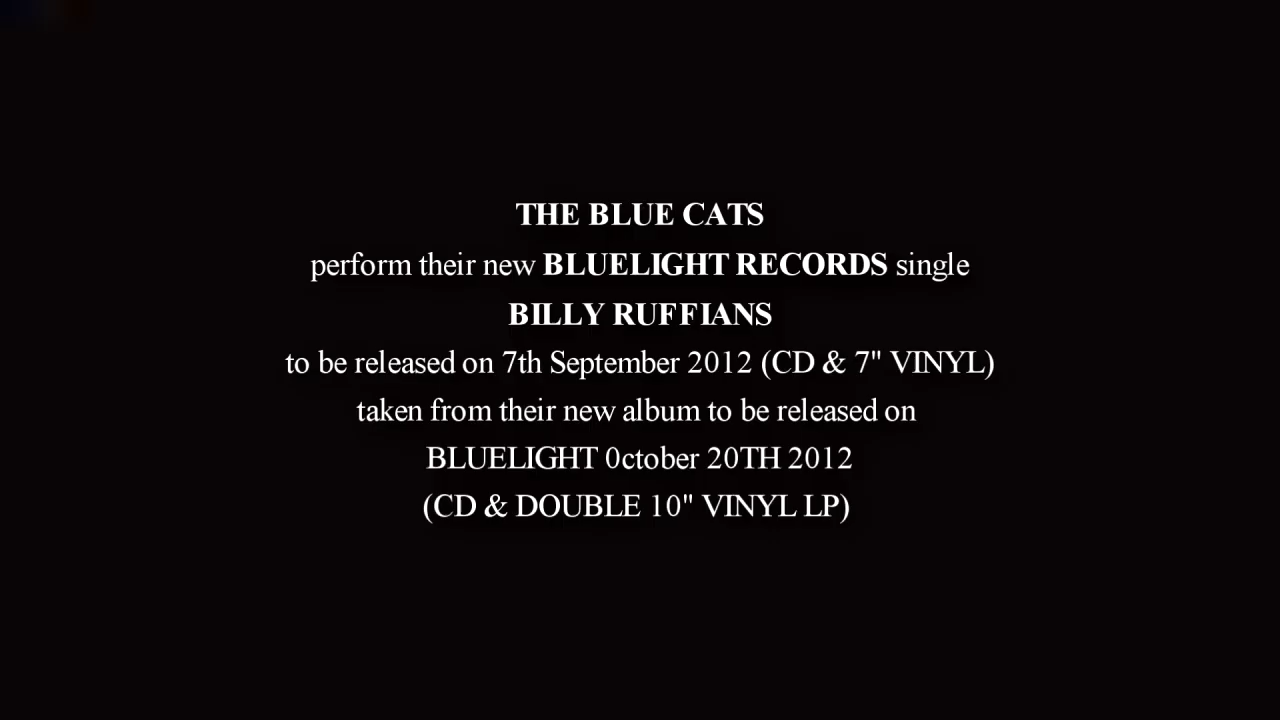 THE BLUE CATS
perform their new BLUELIGHT RECORDS single
BILLY RUFFIANS
to be released on 7th September 2012 (CD & 7" VINYL)
taken from their new album to be released on
BLUELIGHT 0ctober 20TH 2012
(CD & DOUBLE 10" VINYL LP)